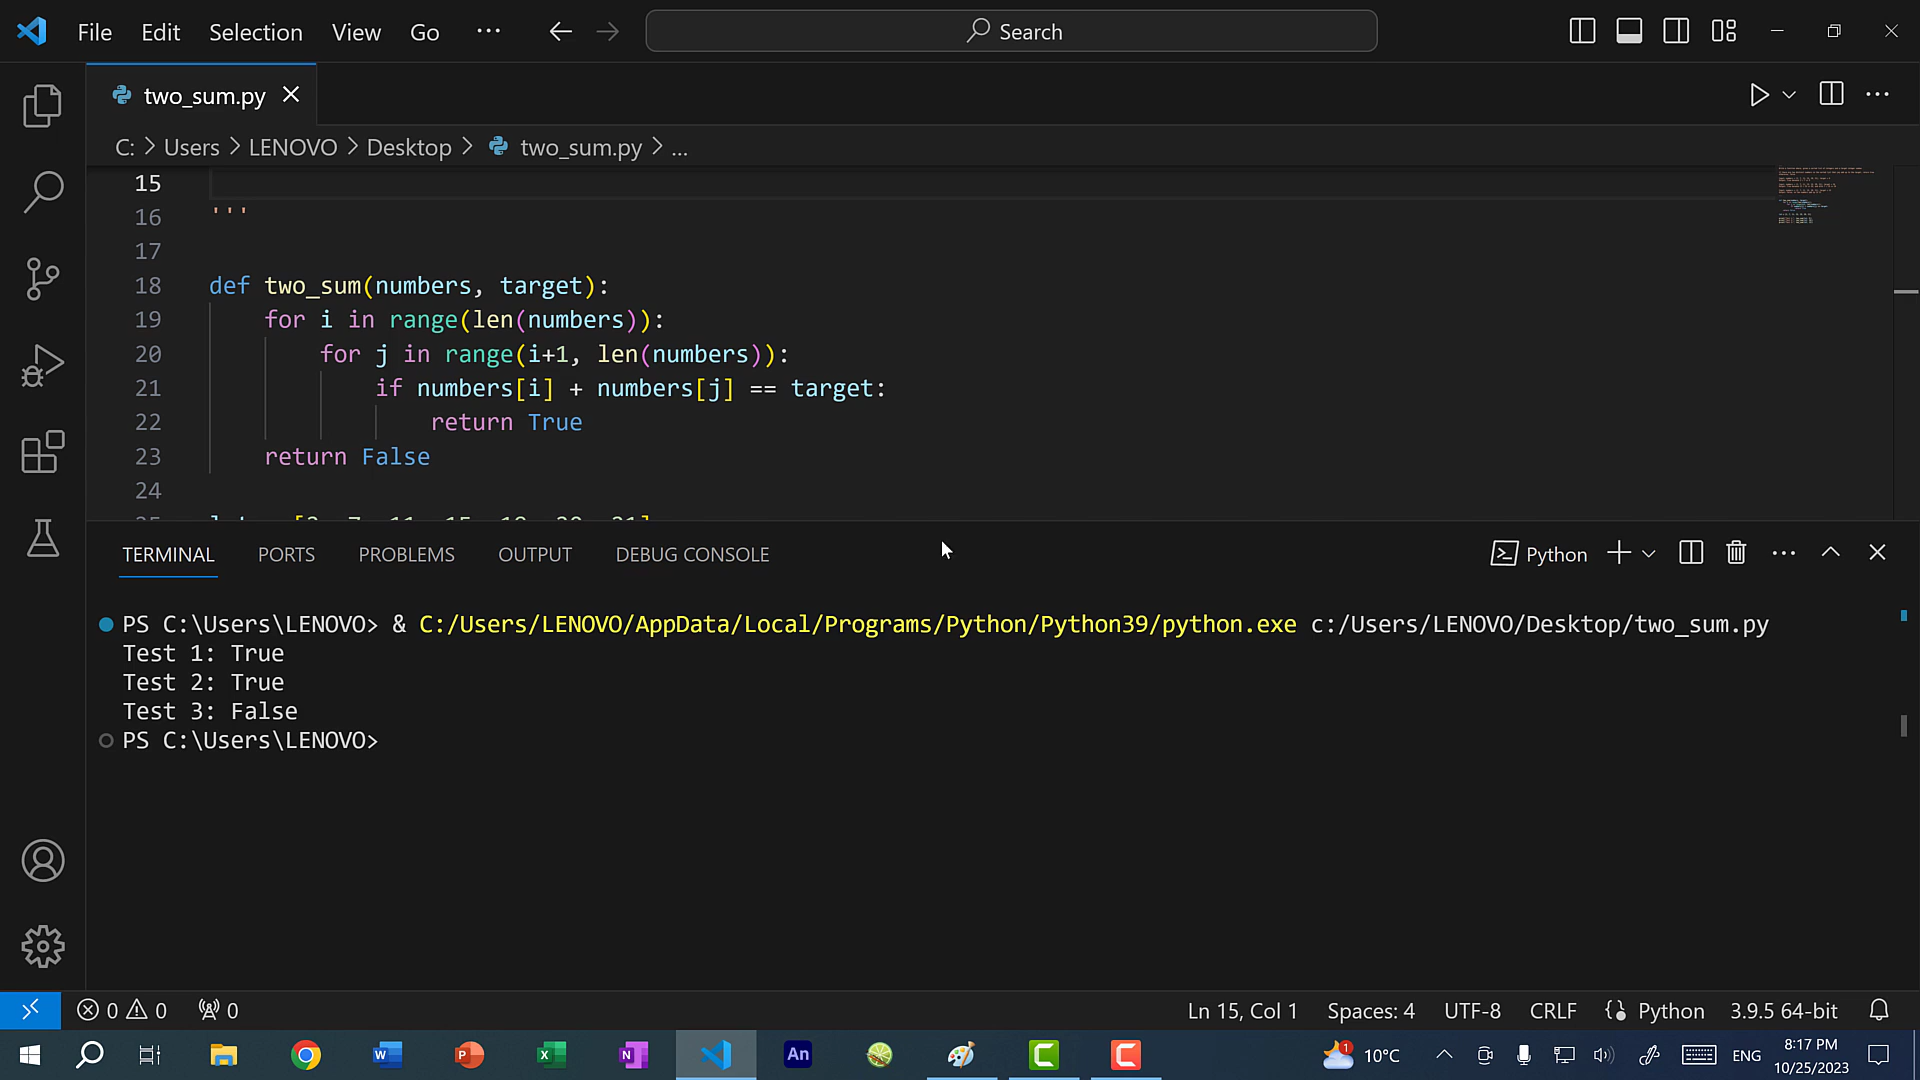 File Edit Selection View Go ... Search
two_sum.py
C: > Users > LENOVO > Desktop > two_sum.py > ...
15
16 '''
17
18 def two_sum(numbers, target):
19 for i in range(len(numbers)):
20 for j in range(i+1, len(numbers)):
21 if numbers[i] + numbers[j] == target:
22 return True
23 return False
24
TERMINAL PORTS PROBLEMS OUTPUT DEBUG CONSOLE Python
PS C:\Users\LENOVO> & C:/Users/LENOVO/AppData/Local/Programs/Python/Python39/python.exe c:/Users/LENOVO/Desktop/two_sum.py
Test 1: True
Test 2: True
Test 3: False
PS C:\Users\LENOVO>
0 0 0 Ln 15, Col 1 Spaces: 4 UTF-8 CRLF Python 3.9.5 64-bit
W P X N An 1 10°C ENG 8:17 PM
10/25/2023